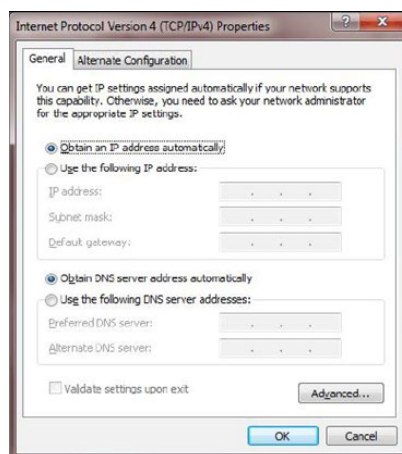 Internet Protocol Version 4 (TCP/IPv4) Properties
General
Alternate Configuration
You can get IP settings assigned automatically if your network supports
this capability. Otherwise, you need to ask your network administrator
for the appropriate IP settings.
Obtain an IP address automatically
Use the following IP address:
IP address:
Subnet mask:
Default gateway:
Obtain DNS server address automatically
Use the following DNS server addresses:
Preferred DNS server:
Alternate DNS server:
Validate settings upon exit
Advanced...
OK
Cancel